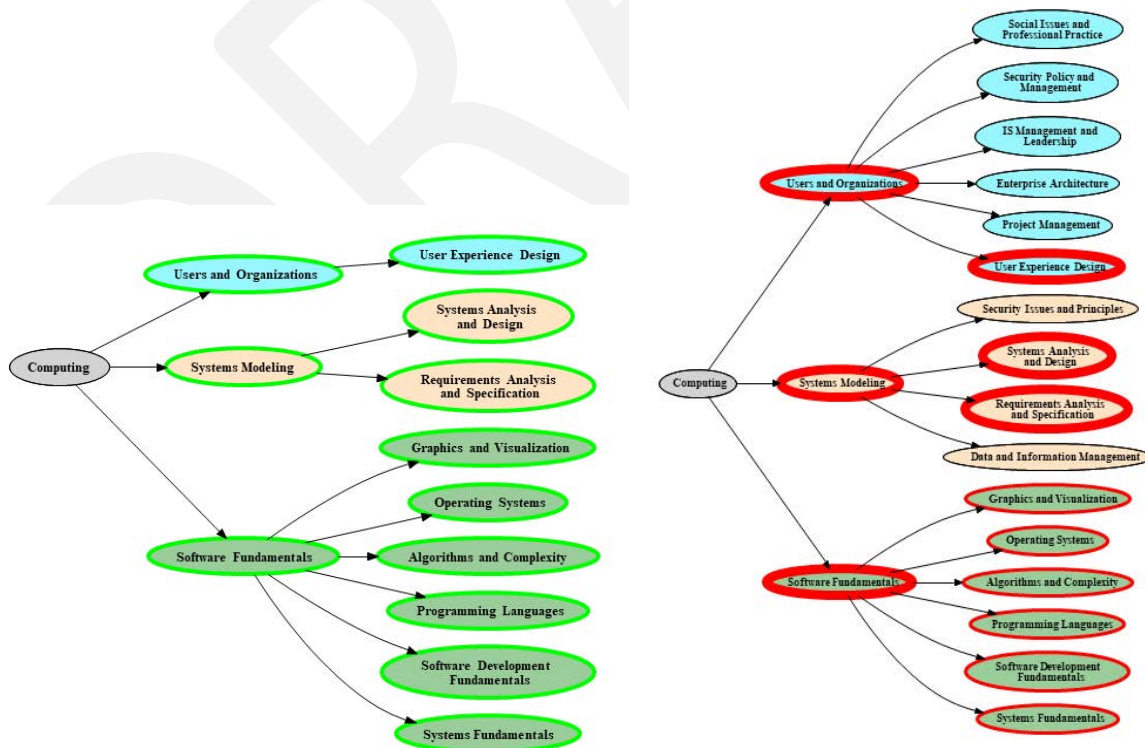 Users and Organizations
User Experience Design
Systems Analysis
and Design
Computing
Systems Modeling
Requirements Analysis
and Specification
Graphics and Visualization
Operating Systems
Software Fundamentals
Algorithms and Complexity
Programming Languages
Software Development
Fundamentals
Systems Fundamentals
Social Issues and
Professional Practice
Security Policy and
Management
IS Management and
Leadership
Users and Organizations
Enterprise Architecture
Project Management
User Experience Design
Security Issues and Principles
Systems Analysis
and Design
Computing
Systems Modeling
Requirements Analysis
and Specification
Data and Information Management
Graphics and Visualization
Operating Systems
Software Fundamentals
Algorithms and Complexity
Programming Languages
Software Development
Fundamentals
Systems Fundamentals